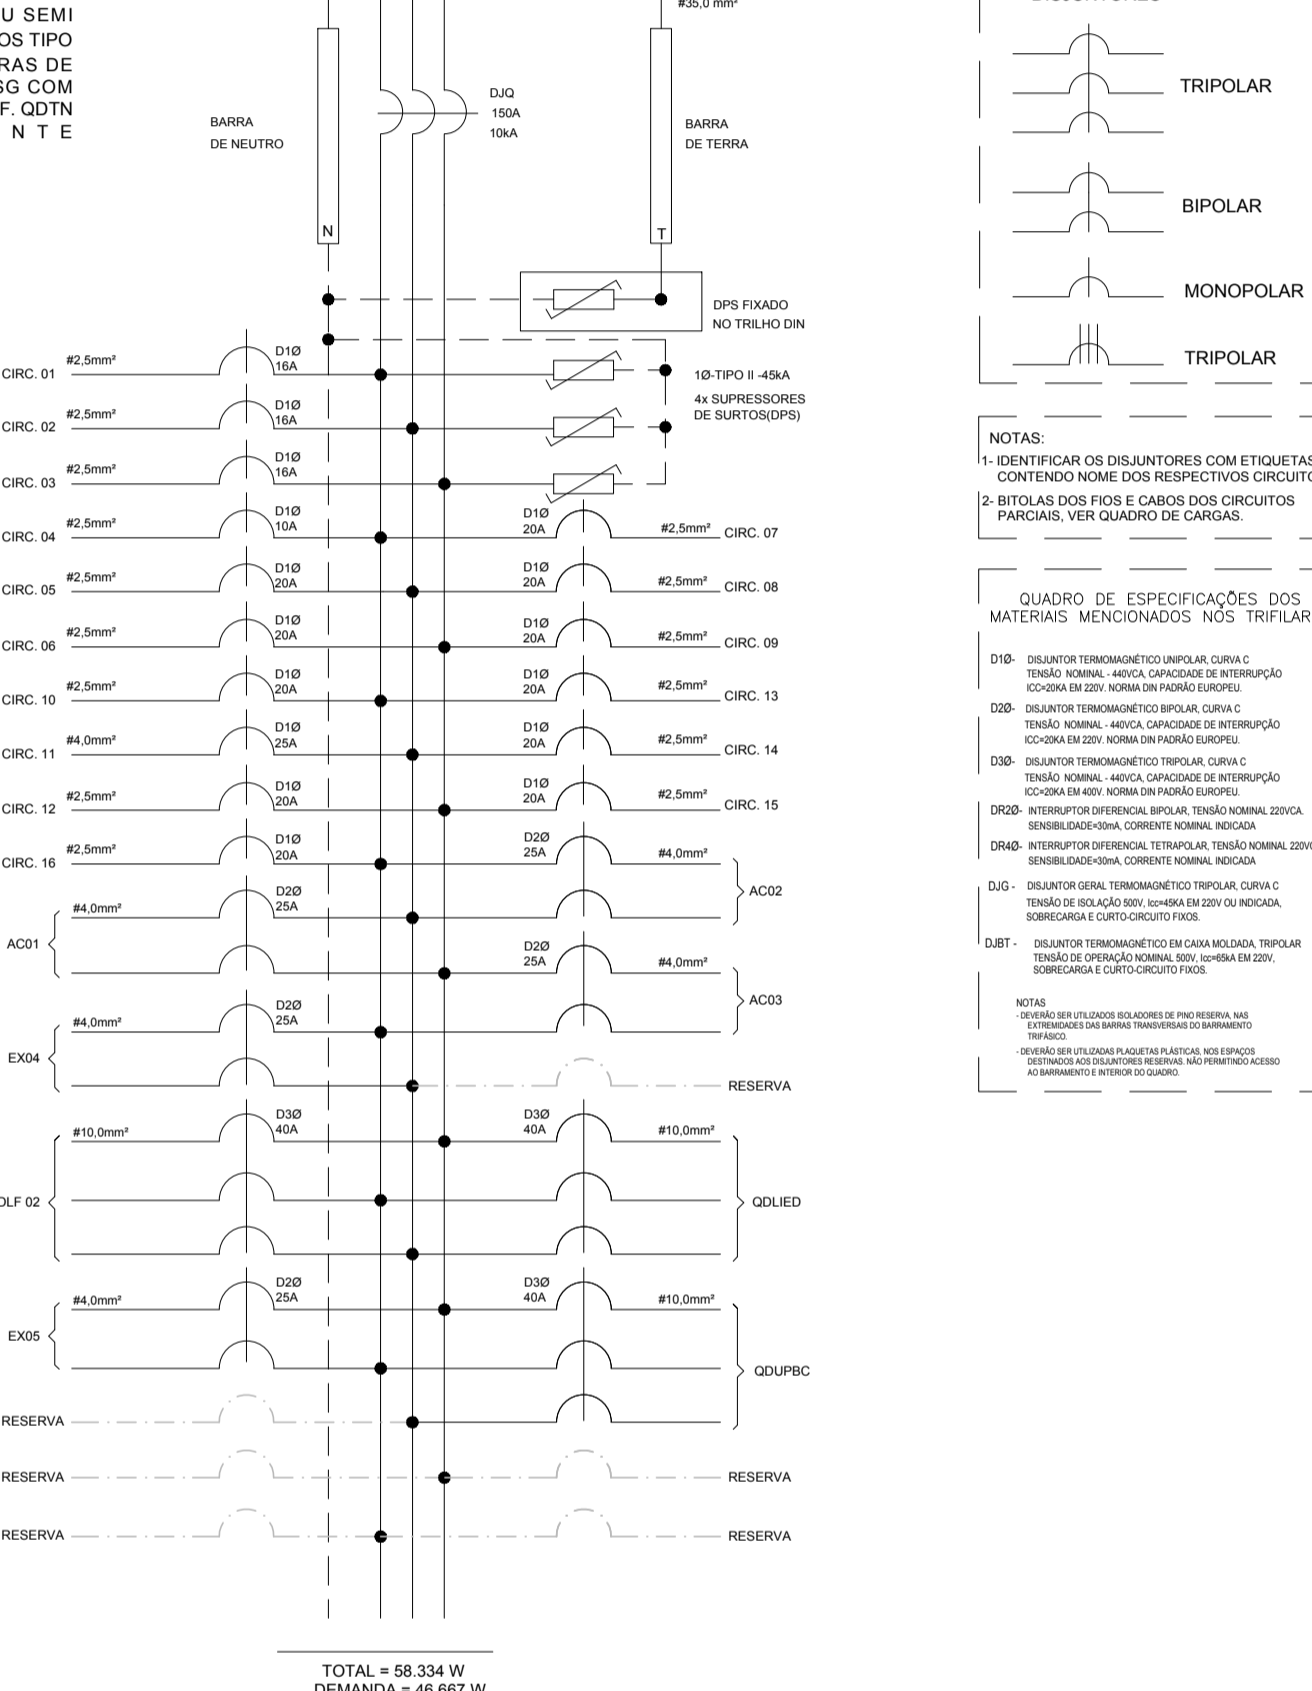 U SEMI
OS TIPO
RAS DE
SG COM
F. QDTN
N T E
#35,0 mm²
DJQ
150A
10kA
BARRA
DE NEUTRO
BARRA
DE TERRA
N
T
DPS FIXADO
NO TRILHO DIN
1Ø-TIPO II -45kA
4x SUPRESSORES
DE SURTOS(DPS)
CIRC. 01 #2,5mm² D1Ø 16A
CIRC. 02 #2,5mm² D1Ø 16A
CIRC. 03 #2,5mm² D1Ø 16A
CIRC. 04 #2,5mm² D1Ø 10A D1Ø 20A #2,5mm² CIRC. 07
CIRC. 05 #2,5mm² D1Ø 20A D1Ø 20A #2,5mm² CIRC. 08
CIRC. 06 #2,5mm² D1Ø 20A D1Ø 20A #2,5mm² CIRC. 09
CIRC. 10 #2,5mm² D1Ø 20A D1Ø 20A #2,5mm² CIRC. 13
CIRC. 11 #4,0mm² D1Ø 25A D1Ø 20A #2,5mm² CIRC. 14
CIRC. 12 #2,5mm² D1Ø 20A D1Ø 20A #2,5mm² CIRC. 15
CIRC. 16 #2,5mm² D1Ø 20A D2Ø 25A #4,0mm² AC02
AC01 #4,0mm² D2Ø 25A
D2Ø 25A #4,0mm² AC03
EX04 #4,0mm² D2Ø 25A
RESERVA
DLF 02 #10,0mm² D3Ø 40A D3Ø 40A #10,0mm² QDLIED
EX05 #4,0mm² D2Ø 25A D3Ø 40A #10,0mm² QDUPBC
RESERVA
RESERVA RESERVA
RESERVA RESERVA
TOTAL = 58.334 W
DEMANDA = 46.667 W
DISJUNTORES
TRIPOLAR
BIPOLAR
MONOPOLAR
TRIPOLAR
NOTAS:
1- IDENTIFICAR OS DISJUNTORES COM ETIQUETAS
CONTENDO NOME DOS RESPECTIVOS CIRCUITO
2- BITOLAS DOS FIOS E CABOS DOS CIRCUITOS
PARCIAIS, VER QUADRO DE CARGAS.
QUADRO DE ESPECIFICAÇÕES DOS
MATERIAIS MENCIONADOS NOS TRIFILAR
D1Ø- DISJUNTOR TERMOMAGNÉTICO UNIPOLAR, CURVA C
TENSÃO NOMINAL - 440VCA, CAPACIDADE DE INTERRUPÇÃO
ICC=20KA EM 220V. NORMA DIN PADRÃO EUROPEU.
D2Ø- DISJUNTOR TERMOMAGNÉTICO BIPOLAR, CURVA C
TENSÃO NOMINAL - 440VCA, CAPACIDADE DE INTERRUPÇÃO
ICC=20KA EM 220V. NORMA DIN PADRÃO EUROPEU.
D3Ø- DISJUNTOR TERMOMAGNÉTICO TRIPOLAR, CURVA C
TENSÃO NOMINAL - 440VCA, CAPACIDADE DE INTERRUPÇÃO
ICC=20KA EM 400V. NORMA DIN PADRÃO EUROPEU.
DR2Ø- INTERRUPTOR DIFERENCIAL BIPOLAR, TENSÃO NOMINAL 220VCA.
SENSIBILIDADE=30mA, CORRENTE NOMINAL INDICADA
DR4Ø- INTERRUPTOR DIFERENCIAL TETRAPOLAR, TENSÃO NOMINAL 220VC
SENSIBILIDADE=30mA, CORRENTE NOMINAL INDICADA
DJG - DISJUNTOR GERAL TERMOMAGNÉTICO TRIPOLAR, CURVA C
TENSÃO DE ISOLAÇÃO 500V, Icc=45KA EM 220V OU INDICADA,
SOBRECARGA E CURTO-CIRCUITO FIXOS.
DJBT - DISJUNTOR TERMOMAGNÉTICO EM CAIXA MOLDADA, TRIPOLAR
TENSÃO DE OPERAÇÃO NOMINAL 500V, Icc=65kA EM 220V,
SOBRECARGA E CURTO-CIRCUITO FIXOS.
NOTAS
- DEVERÃO SER UTILIZADOS ISOLADORES DE PINO RESERVA, NAS
EXTREMIDADES DAS BARRAS TRANSVERSAIS DO BARRAMENTO
TRIFÁSICO.
- DEVERÃO SER UTILIZADAS PLAQUETAS PLÁSTICAS, NOS ESPAÇOS
DESTINADOS AOS DISJUNTORES RESERVAS. NÃO PERMITINDO ACESSO
AO BARRAMENTO E INTERIOR DO QUADRO.